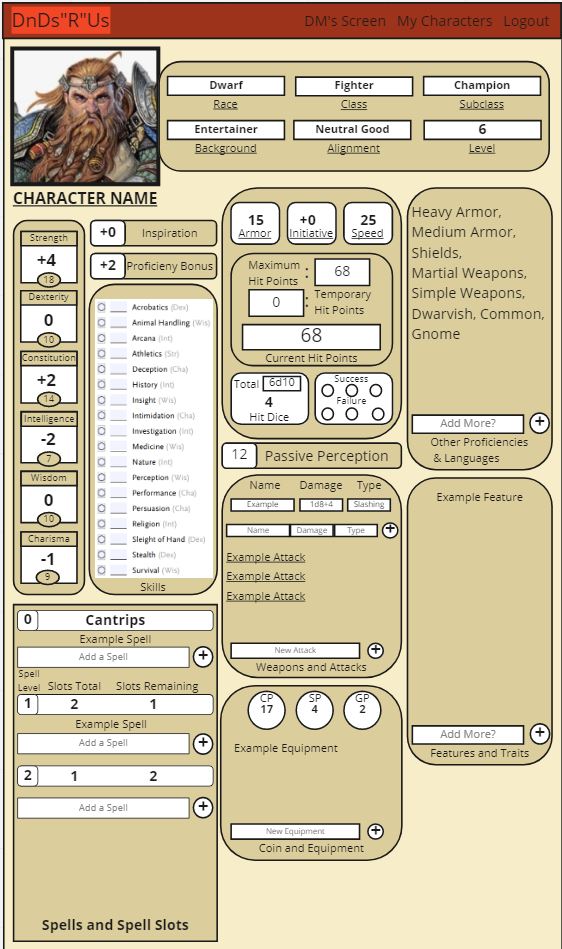 DnDs"R"Us
DM's Screen My Characters Logout
Dwarf Fighter Champion
Race Class Subclass
Entertainer Neutral Good 6
Background Alignment Level
CHARACTER NAME
Strength
+4
18
Dexterity
0
10
Constitution
+2
14
Intelligence
-2
7
Wisdom
0
10
Charisma
-1
9
+0 Inspiration
+2 Proficieny Bonus
Acrobatics (Dex)
Animal Handling (Wis)
Arcana (Int)
Athletics (Str)
Deception (Cha)
History (Int)
Insight (Wis)
Intimidation (Cha)
Investigation (Int)
Medicine (Wis)
Nature (Int)
Perception (Wis)
Performance (Cha)
Persuasion (Cha)
Religion (Int)
Sleight of Hand (Dex)
Stealth (Dex)
Survival (Wis)
Skills
15 +0 25
Armor Initiative Speed
Maximum
Hit Points : 68
0 : Temporary
Hit Points
68
Current Hit Points
Total 6d10
4
Hit Dice
Success
Failure
12 Passive Perception
Name Damage Type
Example 1d8+4 Slashing
Name Damage Type +
Example Attack
Example Attack
Example Attack
New Attack +
Weapons and Attacks
CP SP GP
17 4 2
Example Equipment
New Equipment +
Coin and Equipment
Heavy Armor,
Medium Armor,
Shields,
Martial Weapons,
Simple Weapons,
Dwarvish, Common,
Gnome
Add More? +
Other Proficiencies
& Languages
Example Feature
Add More? +
Features and Traits
0 Cantrips
Example Spell
Add a Spell +
Spell
Level Slots Total Slots Remaining
1 2 1
Example Spell
Add a Spell +
2 1 2
Add a Spell +
Spells and Spell Slots